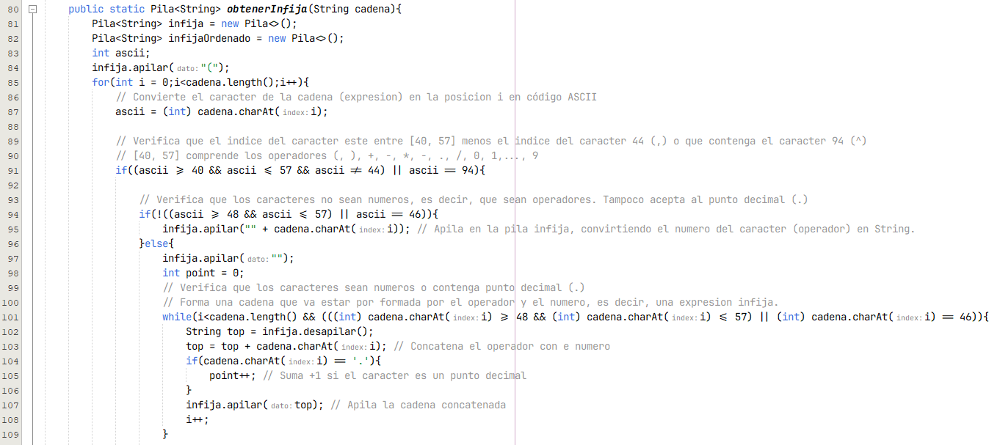 80 public static Pila<String> obtenerInfija(String cadena){
81 Pila<String> infija = new Pila<>();
82 Pila<String> infijaOrdenado = new Pila<>();
83 int ascii;
84 infija.apilar( dato: "(");
85 for(int i = 0;i<cadena.length();i++){
86 // Convierte el caracter de la cadena (expresion) en la posicion i en código ASCII
87 ascii = (int) cadena.charAt( index: i);
88
89 // Verifica que el indice del caracter este entre [40, 57] menos el indice del caracter 44 (,) o que contenga el caracter 94 (^)
90 // [40, 57] comprende los operadores (, ), +, -, *, -, ., /, 0, 1,..., 9
91 if((ascii >= 40 && ascii <= 57 && ascii != 44) || ascii == 94){
92
93 // Verifica que los caracteres no sean numeros, es decir, que sean operadores. Tampoco acepta al punto decimal (.)
94 if(!((ascii >= 48 && ascii <= 57) || ascii == 46)){
95 infija.apilar("" + cadena.charAt( index: i)); // Apila en la pila infija, convirtiendo el numero del caracter (operador) en String.
96 }else{
97 infija.apilar( dato: "");
98 int point = 0;
99 // Verifica que los caracteres sean numeros o contenga punto decimal (.)
100 // Forma una cadena que va estar por formada por el operador y el numero, es decir, una expresion infija.
101 while(i<cadena.length() && (((int) cadena.charAt( index: i) >= 48 && (int) cadena.charAt( index: i) <= 57) || (int) cadena.charAt( index: i) == 46)){
102 String top = infija.desapilar();
103 top = top + cadena.charAt( index: i); // Concatena el operador con e numero
104 if(cadena.charAt( index: i) == '.'){
105 point++; // Suma +1 si el caracter es un punto decimal
106 }
107 infija.apilar( dato: top); // Apila la cadena concatenada
108 i++;
109 }